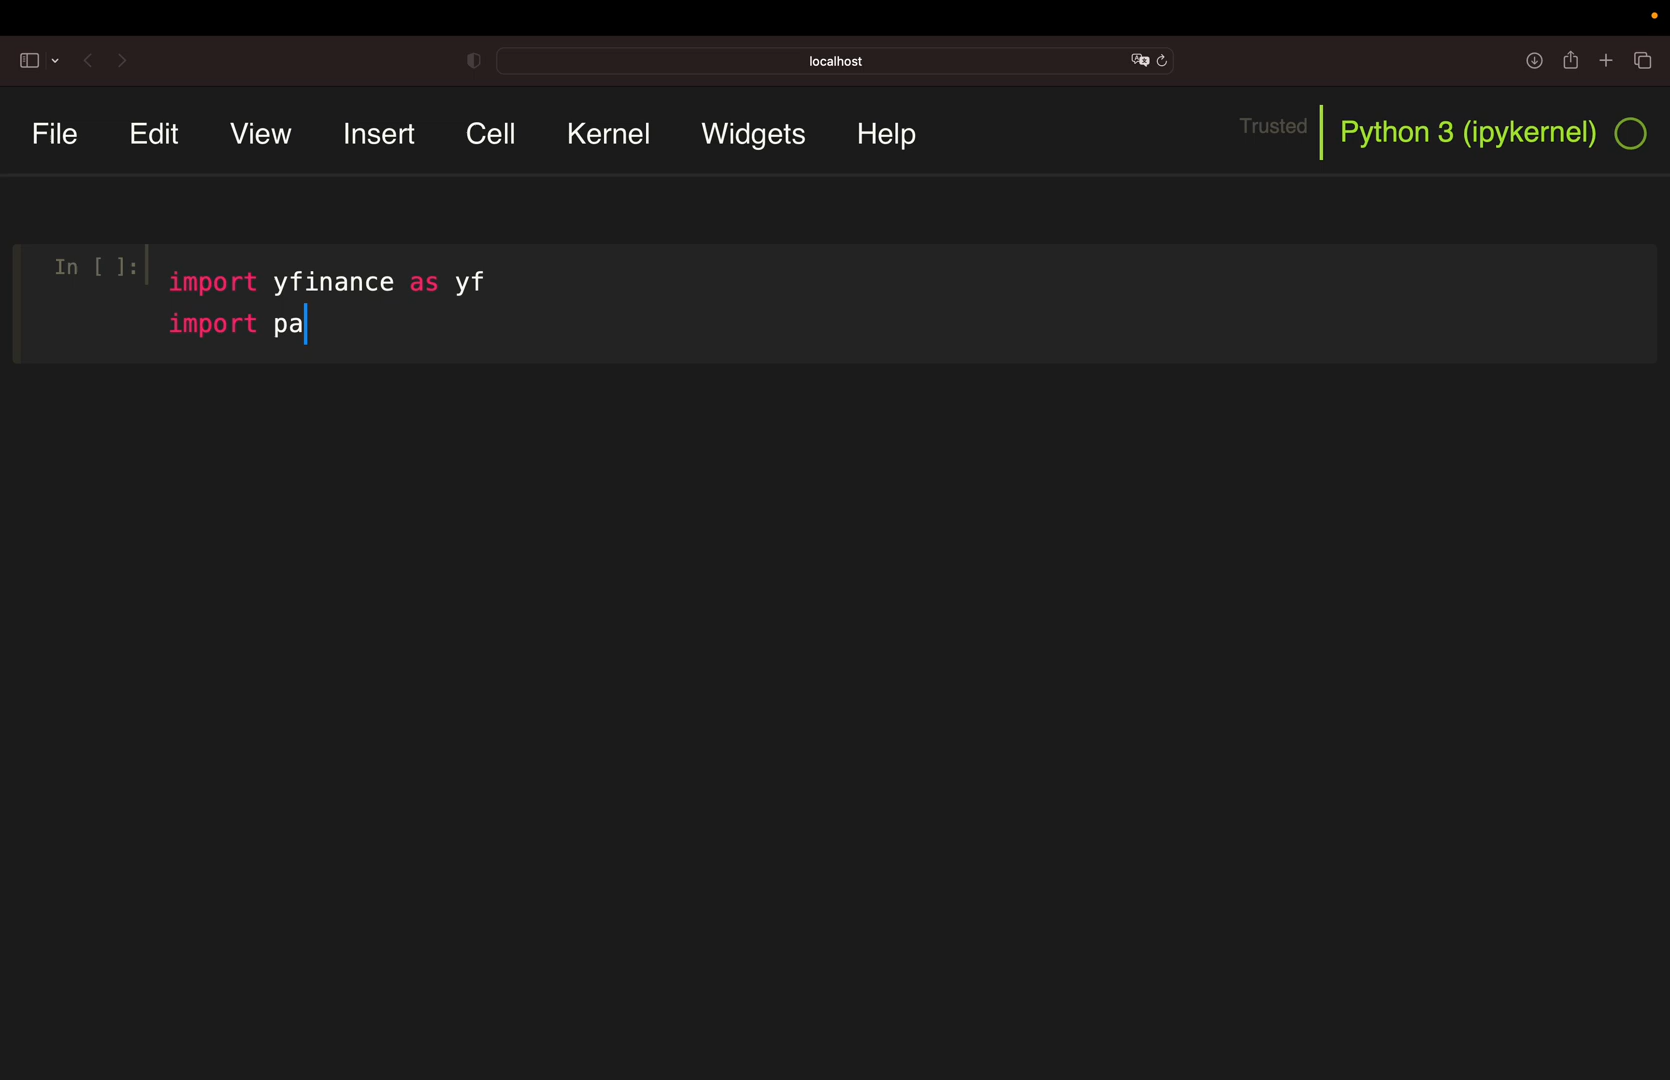 localhost
File Edit View Insert Cell Kernel Widgets Help Trusted Python 3 (ipykernel)
In [ ]:
import yfinance as yf
import pa